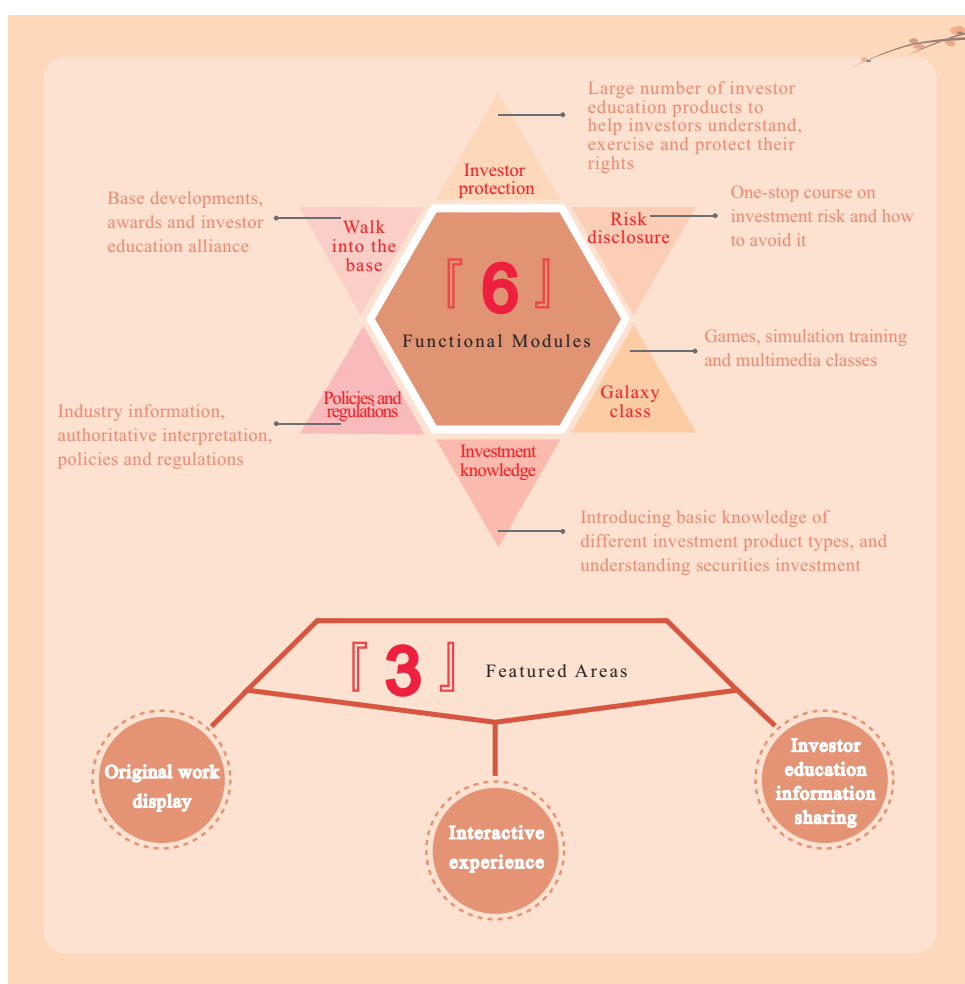 Large number of investor
education products to
help investors understand,
exercise and protect their
rights
Investor
protection
Base developments,
awards and investor
education alliance
Walk
into the
base
Risk
disclosure
One-stop course on
investment risk and how
to avoid it
『 6 』
Functional Modules
Games, simulation training
and multimedia classes
Galaxy
class
Policies and
regulations
Industry information,
authoritative interpretation,
policies and regulations
Investment
knowledge
Introducing basic knowledge of
different investment product types, and
understanding securities investment
『 3 』 Featured Areas
Original work
display
Interactive
experience
Investor
education
information
sharing